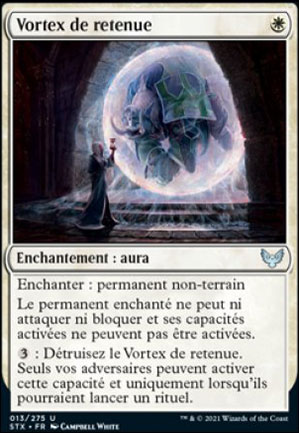 Vortex de retenue
Enchantement : aura
Enchanter : permanent non-terrain
Le permanent enchanté ne peut ni
attaquer ni bloquer et ses capacités
activées ne peuvent pas être activées.
3 : Détruisez le Vortex de retenue.
Seuls vos adversaires peuvent activer
cette capacité et uniquement lorsqu'ils
pourraient lancer un rituel.
013/275 U
STX • FR CAMPBELL WHITE
™ & © 2021 Wizards of the Coast